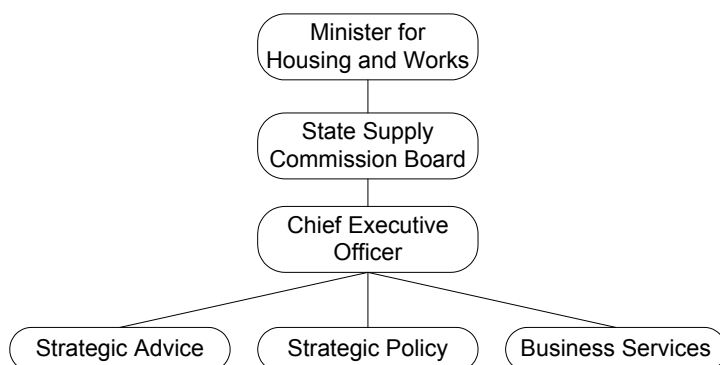 Minister for
Housing and Works
State Supply
Commission Board
Chief Executive
Officer
Strategic Advice
Strategic Policy
Business Services